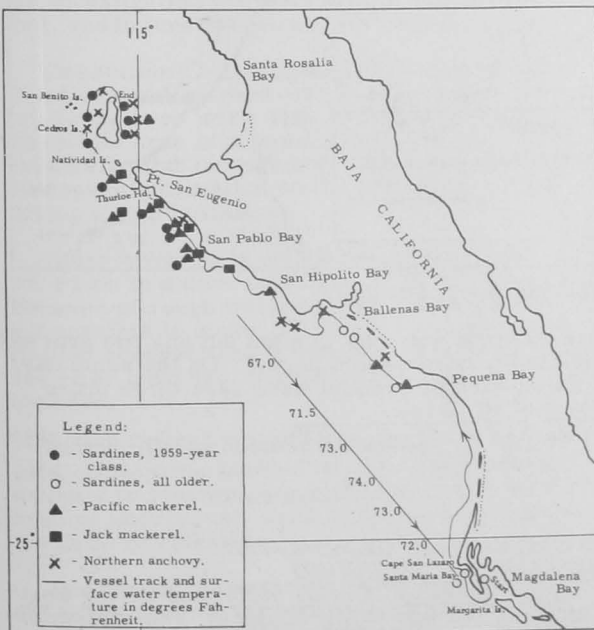 115°
Santa Rosalia
Bay
San Benito Is.
End
Cedros Is.
BAJA
CALIFORNIA
Natividad Is.
Pt. San Eugenio
Thurloe Hd.
San Pablo Bay
San Hipolito Bay
Ballenas Bay
67.0
Pequena Bay
71.5
73.0
74.0
73.0
72.0
Legend:
- Sardines, 1959-year
class.
- Sardines, all older.
- Pacific mackerel.
- Jack mackerel.
- Northern anchovy.
- Vessel track and sur-
face water tempera-
ture in degrees Fah-
renheit.
25°
Cape San Lazaro
Santa Maria Bay
Start
Magdalena
Bay
Margarita Is.